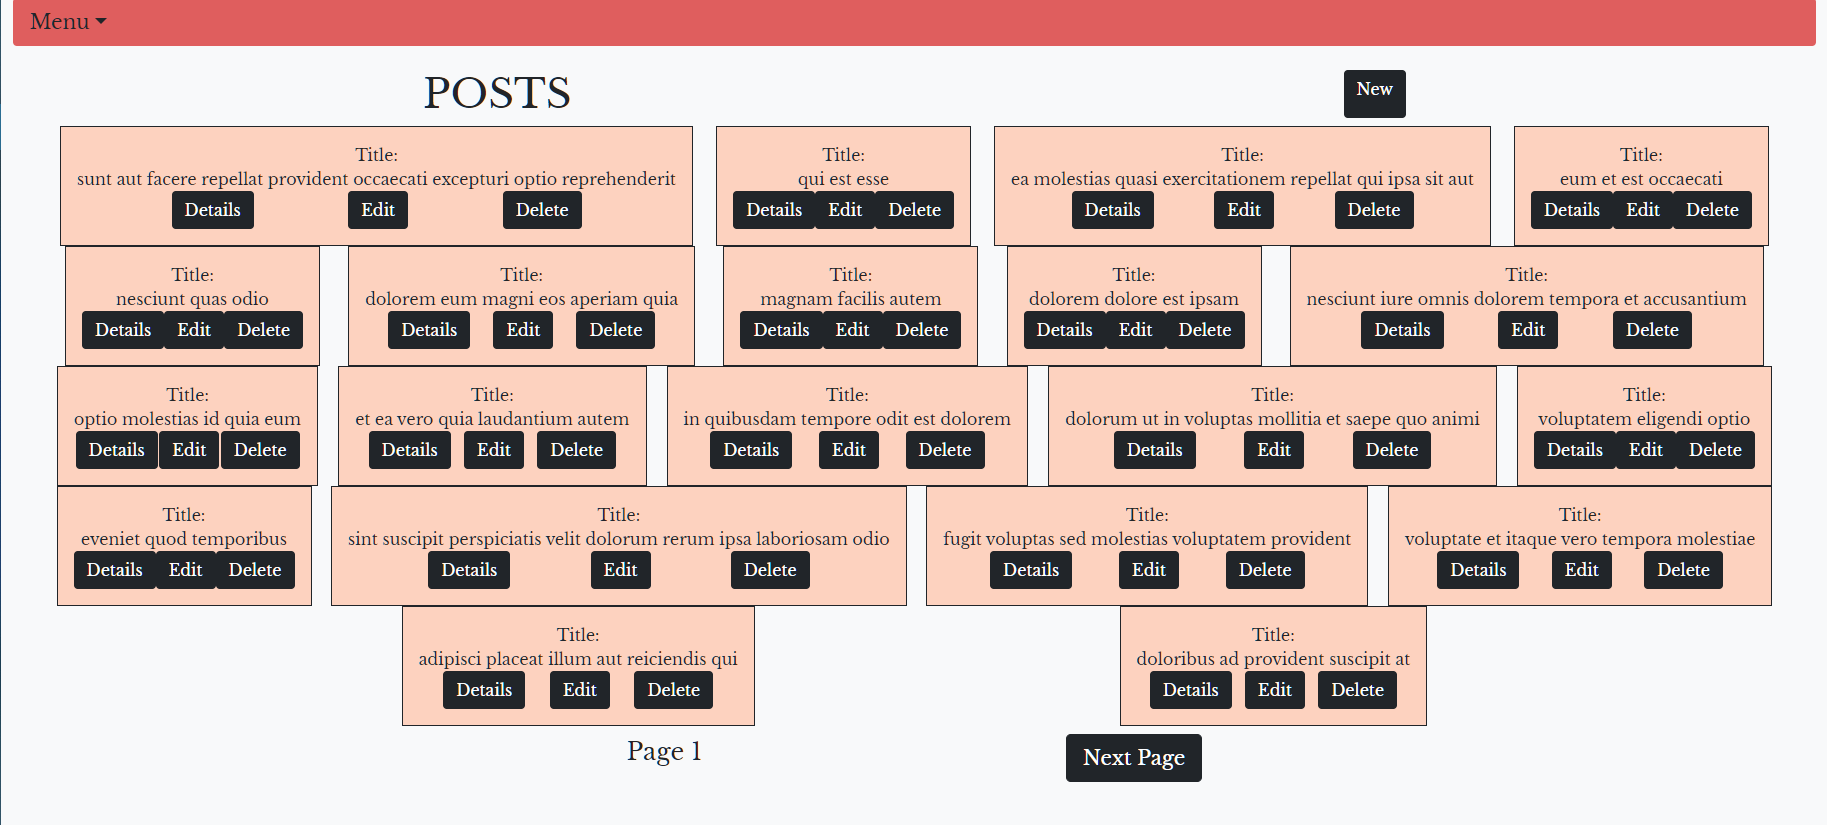 Menu
POSTS
New
Title:
sunt aut facere repellat provident occaecati excepturi optio reprehenderit
Details Edit Delete
Title:
qui est esse
Details Edit Delete
Title:
ea molestias quasi exercitationem repellat qui ipsa sit aut
Details Edit Delete
Title:
eum et est occaecati
Details Edit Delete
Title:
nesciunt quas odio
Details Edit Delete
Title:
dolorem eum magni eos aperiam quia
Details Edit Delete
Title:
magnam facilis autem
Details Edit Delete
Title:
dolorem dolore est ipsam
Details Edit Delete
Title:
nesciunt iure omnis dolorem tempora et accusantium
Details Edit Delete
Title:
optio molestias id quia eum
Details Edit Delete
Title:
et ea vero quia laudantium autem
Details Edit Delete
Title:
in quibusdam tempore odit est dolorem
Details Edit Delete
Title:
dolorum ut in voluptas mollitia et saepe quo animi
Details Edit Delete
Title:
voluptatem eligendi optio
Details Edit Delete
Title:
eveniet quod temporibus
Details Edit Delete
Title:
sint suscipit perspiciatis velit dolorum rerum ipsa laboriosam odio
Details Edit Delete
Title:
fugit voluptas sed molestias voluptatem provident
Details Edit Delete
Title:
voluptate et itaque vero tempora molestiae
Details Edit Delete
Title:
adipisci placeat illum aut reiciendis qui
Details Edit Delete
Title:
doloribus ad provident suscipit at
Details Edit Delete
Page 1
Next Page